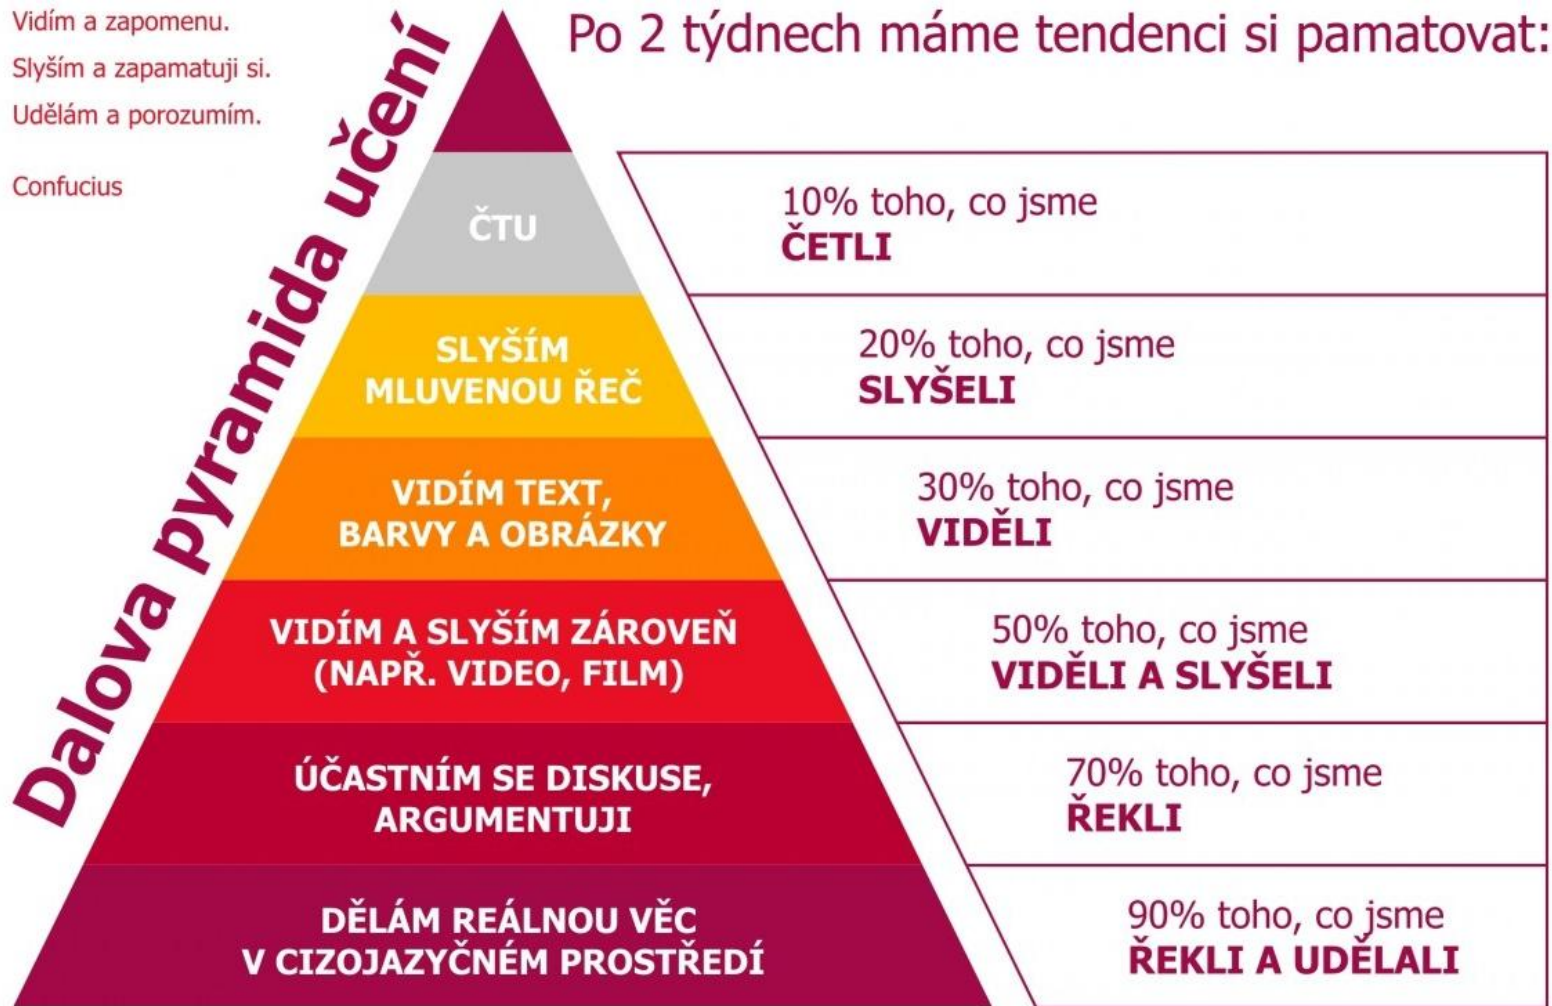 Vidím a zapomenu.
Slyším a zapamatuji si.
Udělám a porozumím.
Confucius
Dalova pyramida učení
Po 2 týdnech máme tendenci si pamatovat:
ČTU
10% toho, co jsme
ČETLI
SLYŠÍM
MLUVENOU ŘEČ
20% toho, co jsme
SLYŠELI
VIDÍM TEXT,
BARVY A OBRÁZKY
30% toho, co jsme
VIDĚLI
VIDÍM A SLYŠÍM ZÁROVEŇ
(NAPŘ. VIDEO, FILM)
50% toho, co jsme
VIDĚLI A SLYŠELI
ÚČASTNÍM SE DISKUSE,
ARGUMENTUJI
70% toho, co jsme
ŘEKLI
DĚLÁM REÁLNOU VĚC
V CIZOJAZYČNÉM PROSTŘEDÍ
90% toho, co jsme
ŘEKLI A UDĚLALI